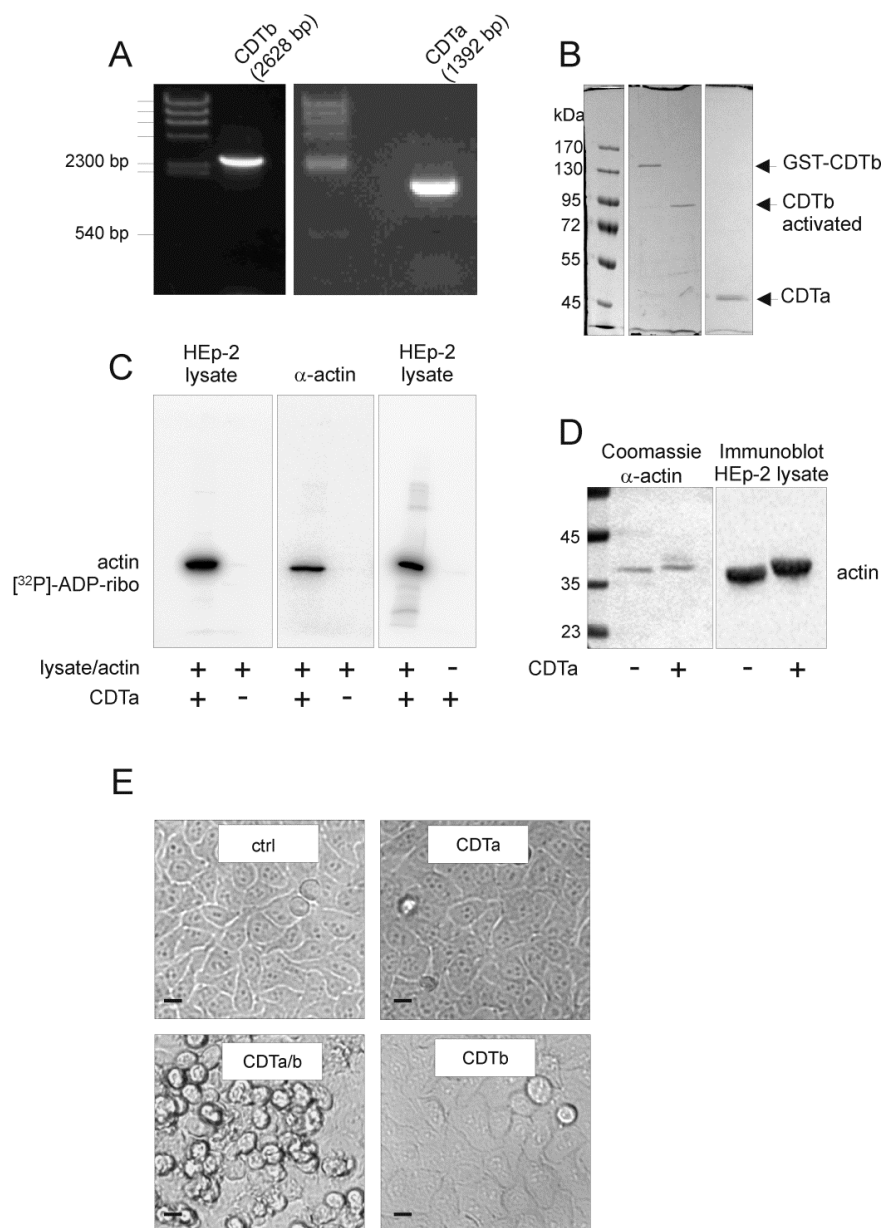 A
CDTb
(2628 bp)
CDTa
(1392 bp)
2300 bp
540 bp
B
kDa
170
130
95
72
55
45
GST-CDTb
CDTb
activated
CDTa
C
HEp-2
lysate
α-actin
HEp-2
lysate
actin
[³²P]-ADP-ribo
lysate/actin + + + + + -
CDTa + - + - + +
D
Coomassie
α-actin
Immunoblot
HEp-2 lysate
45
35
23
actin
CDTa - + - +
E
ctrl
CDTa
CDTa/b
CDTb